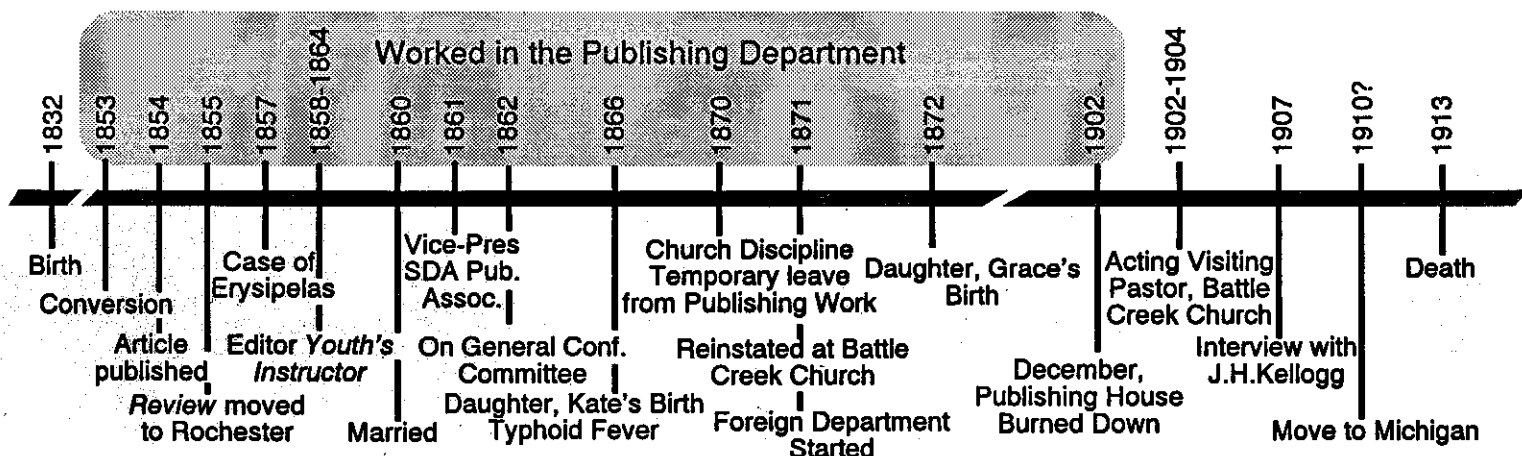 Worked in the Publishing Department
1832
1853
1854
1855
1857
1858-1864
1860
1861
1862
1866
1870
1871
1872
1902
1902-1904
1907
1910?
1913
Birth
Conversion
Article
published
Review moved
to Rochester
Case of
Erysipelas
Editor Youth's
Instructor
Married
Vice-Pres
SDA Pub.
Assoc.
On General Conf.
Committee
Daughter, Kate's Birth
Typhoid Fever
Church Discipline
Temporary leave
from Publishing Work
Reinstated at Battle
Creek Church
Foreign Department
Started
Daughter, Grace's
Birth
December,
Publishing House
Burned Down
Acting Visiting
Pastor, Battle
Creek Church
Interview with
J.H.Kellogg
Move to Michigan
Death